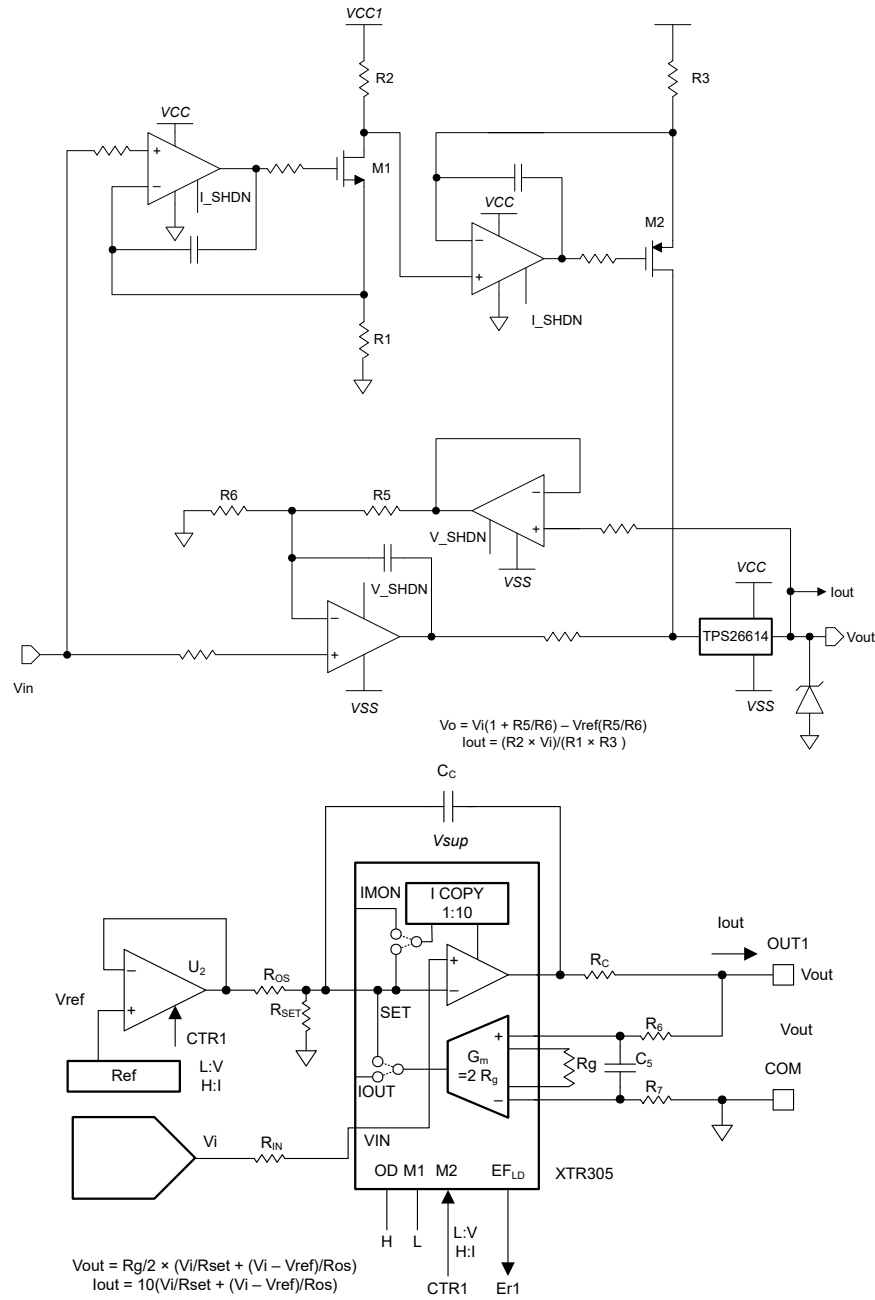 VCC1
R2
R3
VCC
M1
I_SHDN
VCC
M2
I_SHDN
R1
R6
R5
V_SHDN
VSS
V_SHDN
VCC
Iout
TPS26614
Vout
Vin
VSS
VSS
Vo = Vi(1 + R5/R6) – Vref(R5/R6)
Iout = (R2 × Vi)/(R1 × R3 )
CC
Vsup
IMON
I COPY
1:10
Iout
OUT1
U2
ROS
RC
Vout
Vref
RSET
SET
CTR1
R6
Vout
L:V
H:I
Ref
Gm
=2 Rg
Rg
C5
IOUT
R7
COM
Vi
RIN
VIN
OD M1 M2 EFLD
XTR305
H
L
L:V
H:I
CTR1
Er1
Vout = Rg/2 × (Vi/Rset + (Vi – Vref)/Ros)
Iout = 10(Vi/Rset + (Vi – Vref)/Ros)